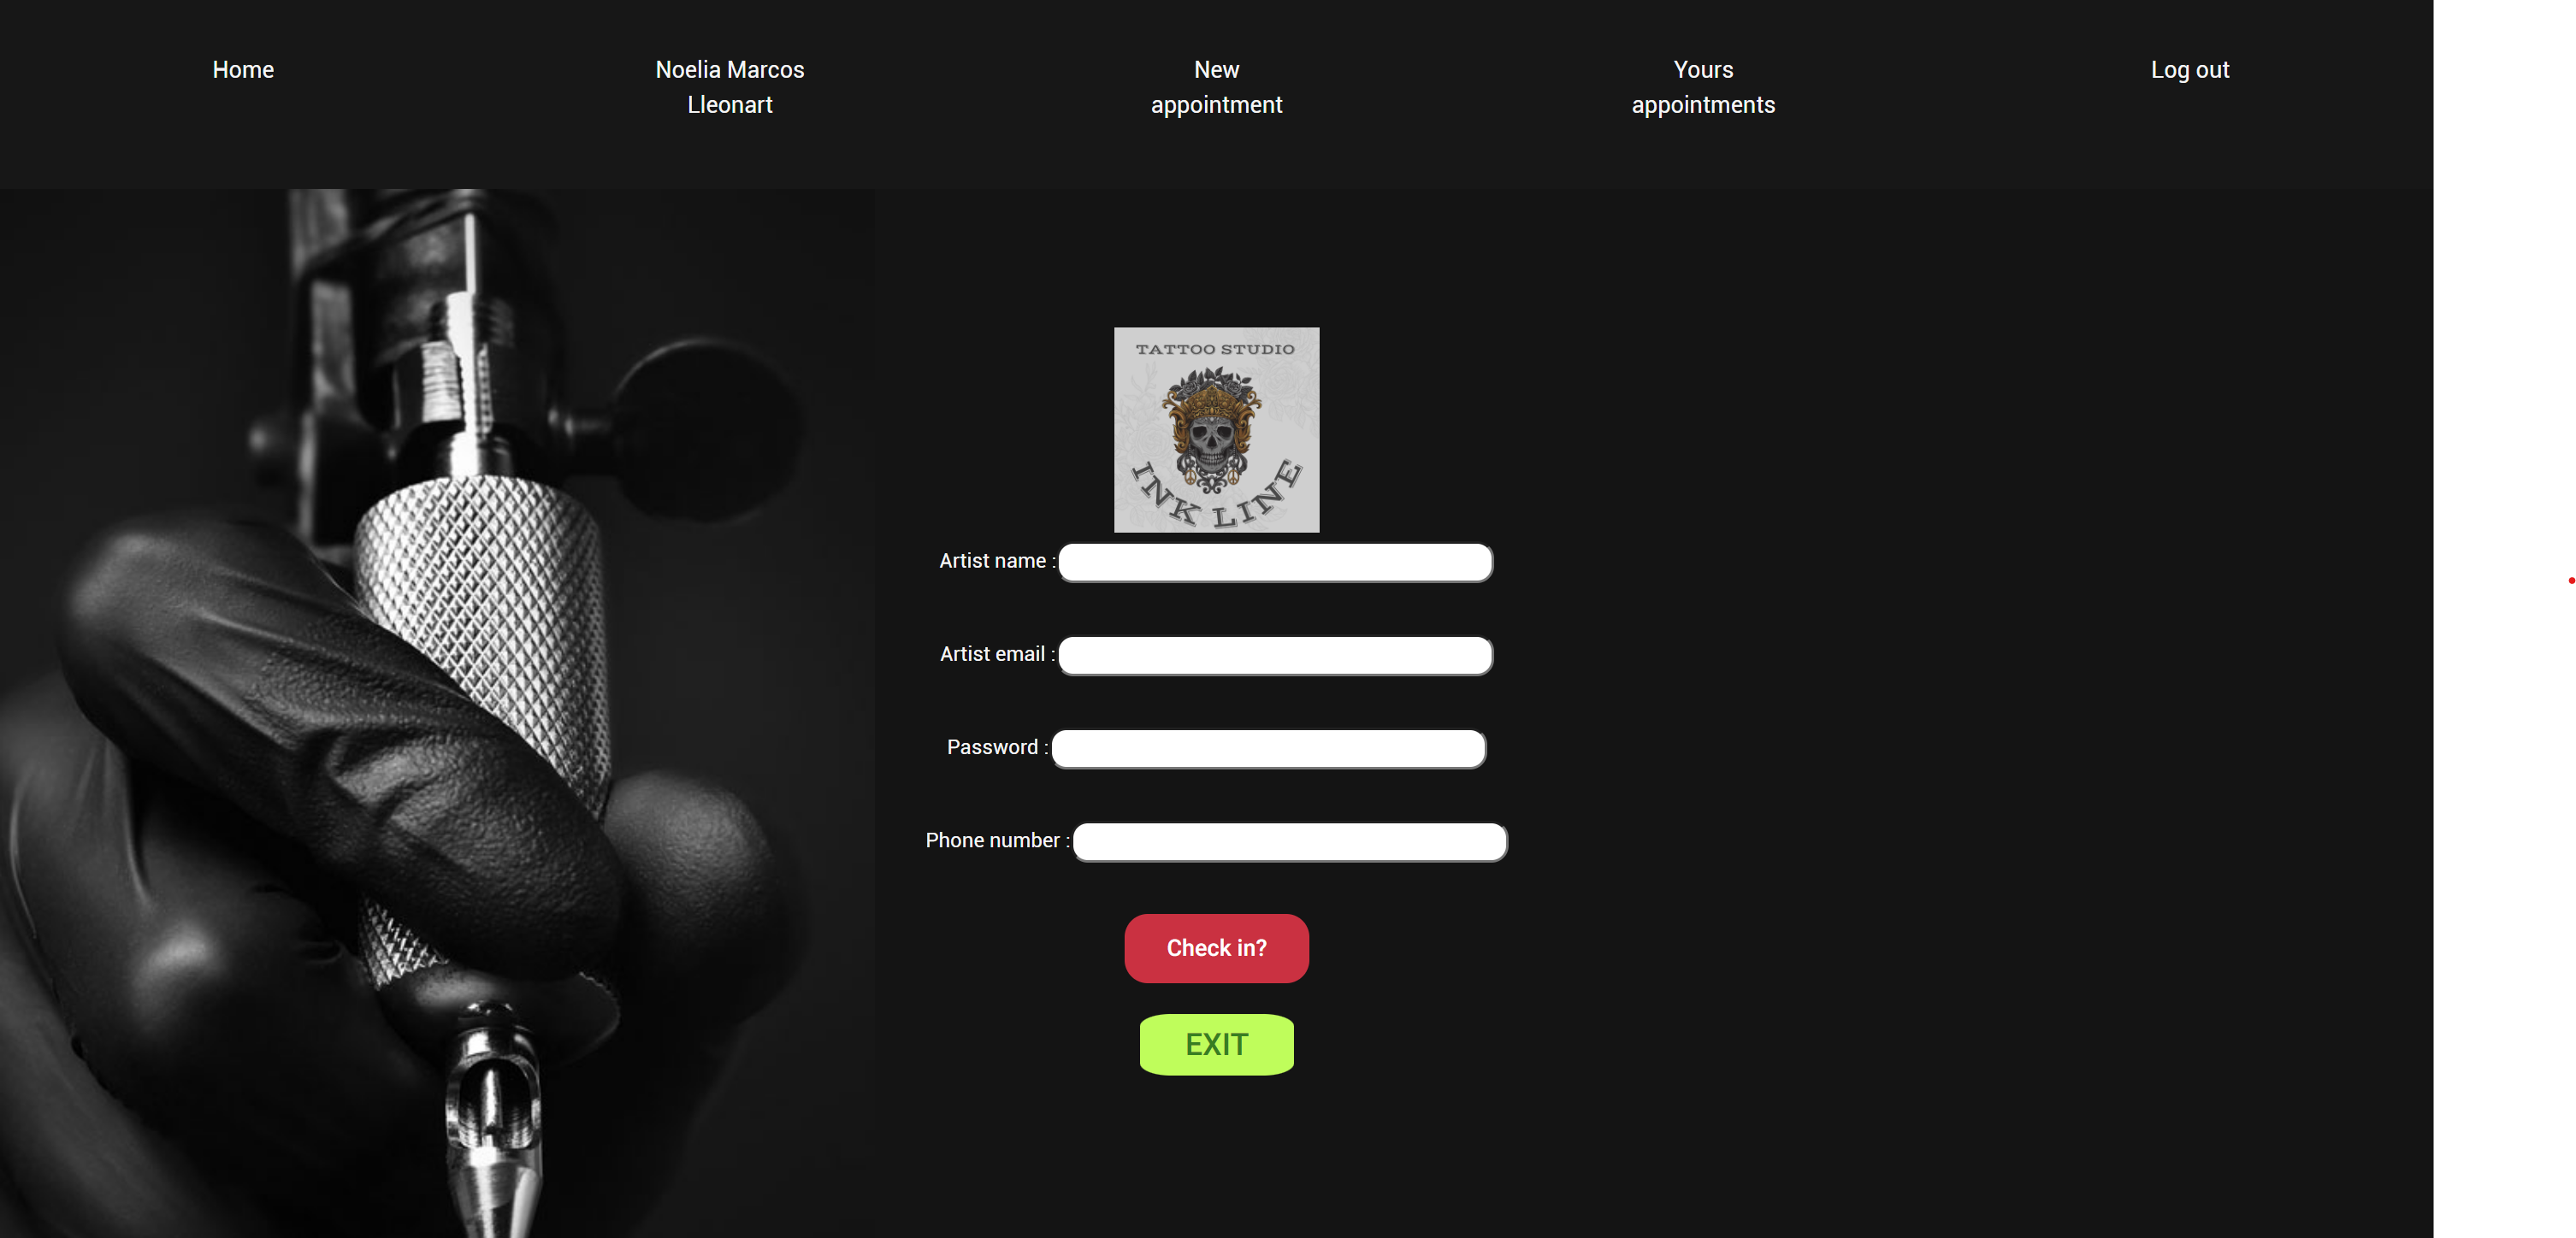 Home
Noelia Marcos
Lleonart
New
appointment
Yours
appointments
Log out
TATTOO STUDIO
INK LINE
Artist name :
Artist email :
Password :
Phone number :
Check in?
EXIT